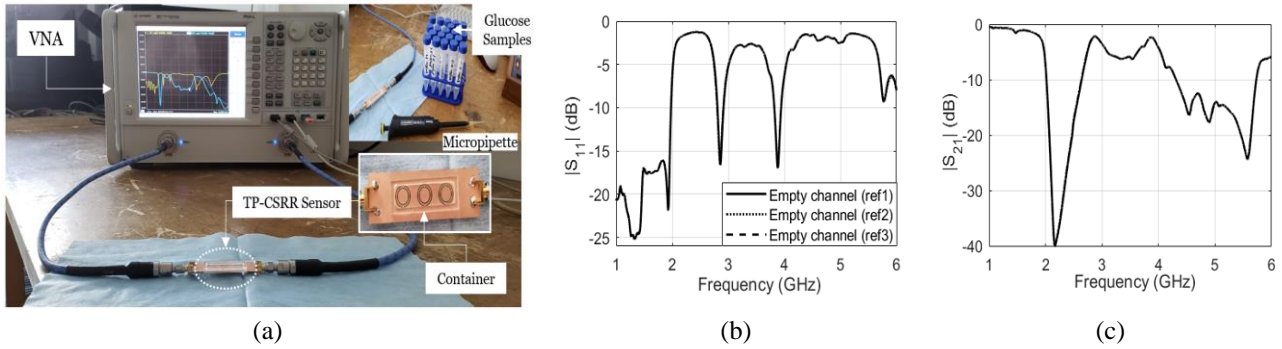 VNA
Glucose
Samples
Micropipette
TP-CSRR Sensor
Container
(a)
0
-5
-10
-15
-20
-25
|S11| (dB)
Empty channel (ref1)
Empty channel (ref2)
Empty channel (ref3)
1 2 3 4 5 6
Frequency (GHz)
(b)
0
-10
-20
-30
-40
|S21| (dB)
1 2 3 4 5 6
Frequency (GHz)
(c)